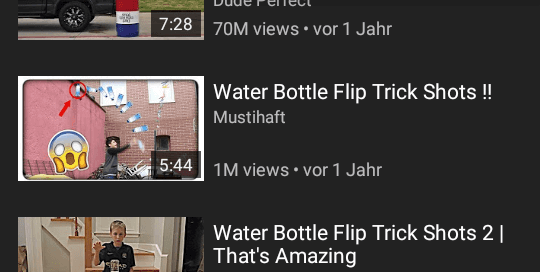 Dude Perfect
7:28
70M views • vor 1 Jahr
Water Bottle Flip Trick Shots !!
Mustihaft
5:44
1M views • vor 1 Jahr
Water Bottle Flip Trick Shots 2 |
That's Amazing